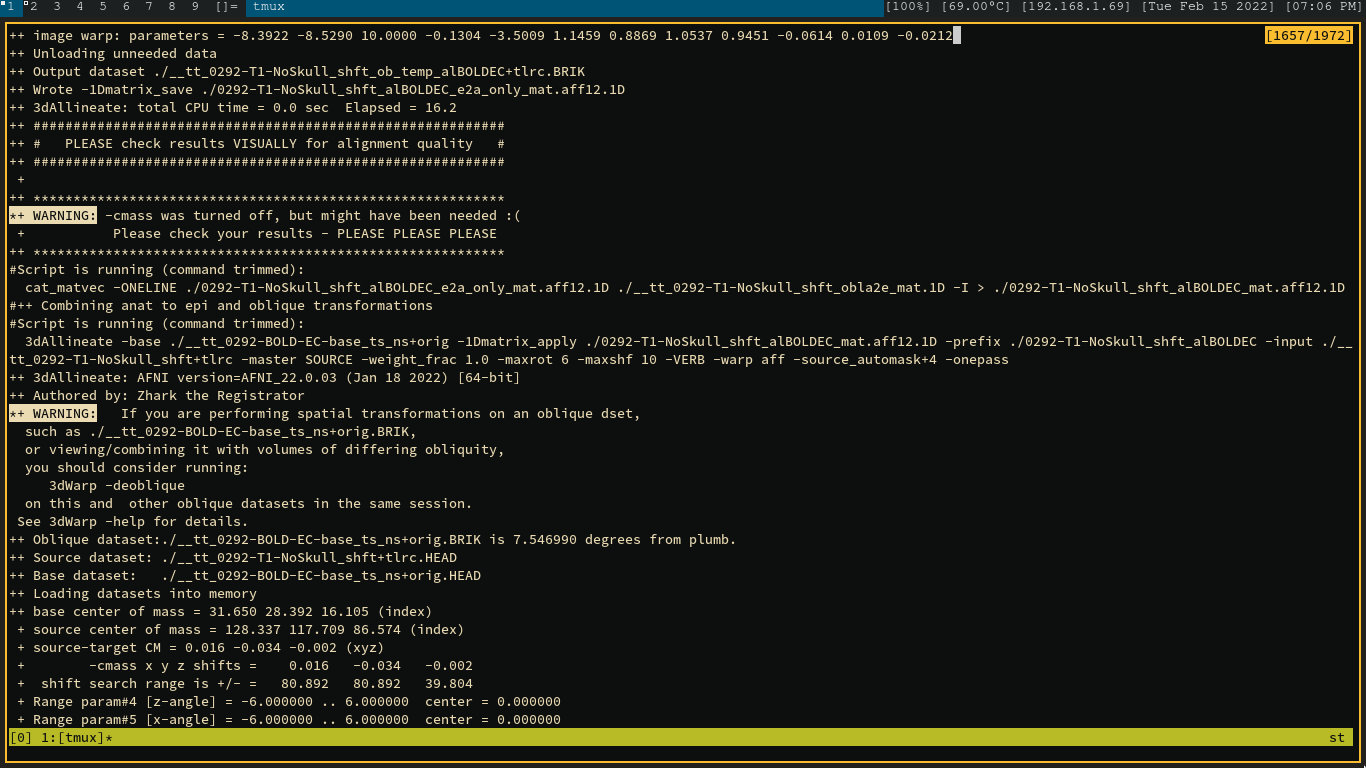 1 2 3 4 5 6 7 8 9 []= tmux [100%] [69.00°C] [192.168.1.69] [Tue Feb 15 2022] [07:06 PM]
++ image warp: parameters = -8.3922 -8.5290 10.0000 -0.1304 -3.5009 1.1459 0.8869 1.0537 0.9451 -0.0614 0.0109 -0.0212 [1657/1972]
++ Unloading unneeded data
++ Output dataset ./__tt_0292-T1-NoSkull_shft_ob_temp_alBOLDEC+tlrc.BRIK
++ Wrote -1Dmatrix_save ./0292-T1-NoSkull_shft_alBOLDEC_e2a_only_mat.aff12.1D
++ 3dAllineate: total CPU time = 0.0 sec  Elapsed = 16.2
++ ###########################################################
++ #   PLEASE check results VISUALLY for alignment quality   #
++ ###########################################################
 +
++ ***********************************************************
*+ WARNING: -cmass was turned off, but might have been needed :(
 +           Please check your results - PLEASE PLEASE PLEASE
++ ***********************************************************
#Script is running (command trimmed):
  cat_matvec -ONELINE ./0292-T1-NoSkull_shft_alBOLDEC_e2a_only_mat.aff12.1D ./__tt_0292-T1-NoSkull_shft_obla2e_mat.1D -I > ./0292-T1-NoSkull_shft_alBOLDEC_mat.aff12.1D
#++ Combining anat to epi and oblique transformations
#Script is running (command trimmed):
  3dAllineate -base ./__tt_0292-BOLD-EC-base_ts_ns+orig -1Dmatrix_apply ./0292-T1-NoSkull_shft_alBOLDEC_mat.aff12.1D -prefix ./0292-T1-NoSkull_shft_alBOLDEC -input ./__
tt_0292-T1-NoSkull_shft+tlrc -master SOURCE -weight_frac 1.0 -maxrot 6 -maxshf 10 -VERB -warp aff -source_automask+4 -onepass
++ 3dAllineate: AFNI version=AFNI_22.0.03 (Jan 18 2022) [64-bit]
++ Authored by: Zhark the Registrator
*+ WARNING:   If you are performing spatial transformations on an oblique dset,
  such as ./__tt_0292-BOLD-EC-base_ts_ns+orig.BRIK,
  or viewing/combining it with volumes of differing obliquity,
  you should consider running:
     3dWarp -deoblique
  on this and  other oblique datasets in the same session.
 See 3dWarp -help for details.
++ Oblique dataset:./__tt_0292-BOLD-EC-base_ts_ns+orig.BRIK is 7.546990 degrees from plumb.
++ Source dataset: ./__tt_0292-T1-NoSkull_shft+tlrc.HEAD
++ Base dataset:   ./__tt_0292-BOLD-EC-base_ts_ns+orig.HEAD
++ Loading datasets into memory
++ base center of mass = 31.650 28.392 16.105 (index)
 + source center of mass = 128.337 117.709 86.574 (index)
 + source-target CM = 0.016 -0.034 -0.002 (xyz)
 +        -cmass x y z shifts =    0.016   -0.034   -0.002
 +  shift search range is +/- =   80.892   80.892   39.804
 + Range param#4 [z-angle] = -6.000000 .. 6.000000  center = 0.000000
 + Range param#5 [x-angle] = -6.000000 .. 6.000000  center = 0.000000
[0] 1:[tmux]* st